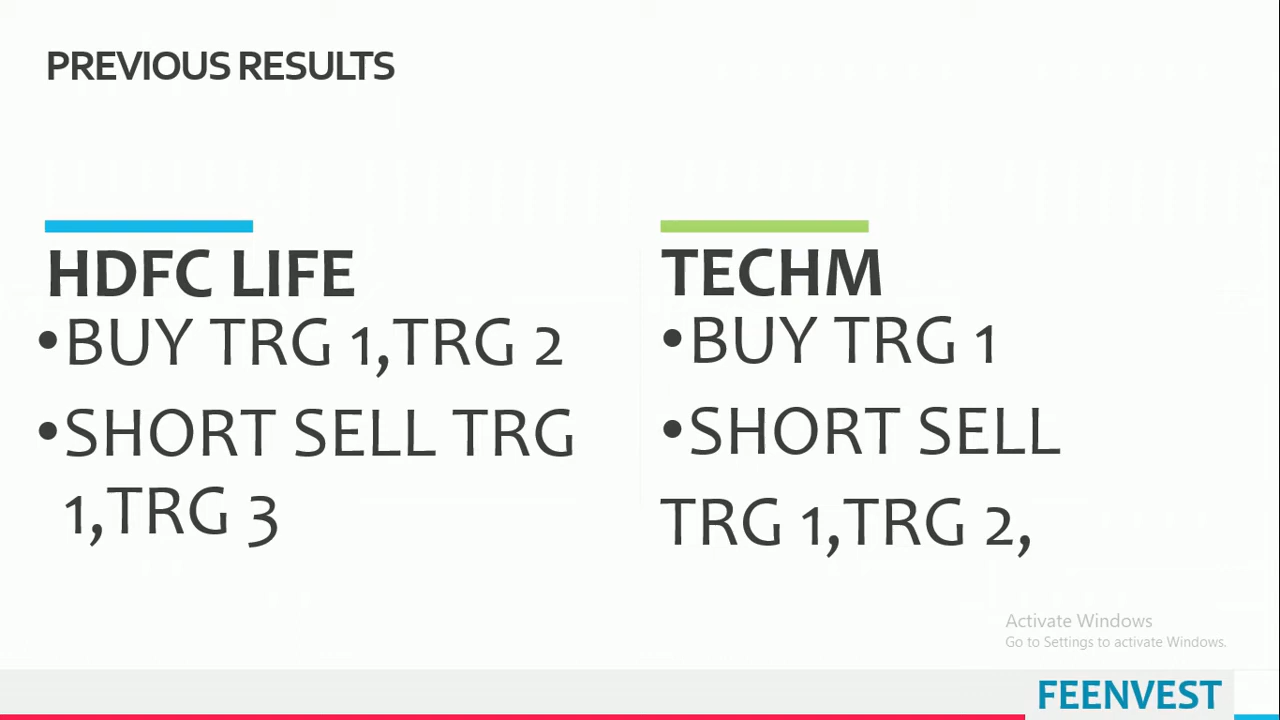 PREVIOUS RESULTS
HDFC LIFE
•BUY TRG 1,TRG 2
•SHORT SELL TRG
1,TRG 3
TECHM
•BUY TRG 1
•SHORT SELL
TRG 1,TRG 2,
Activate Windows
Go to Settings to activate Windows.
FEENVEST